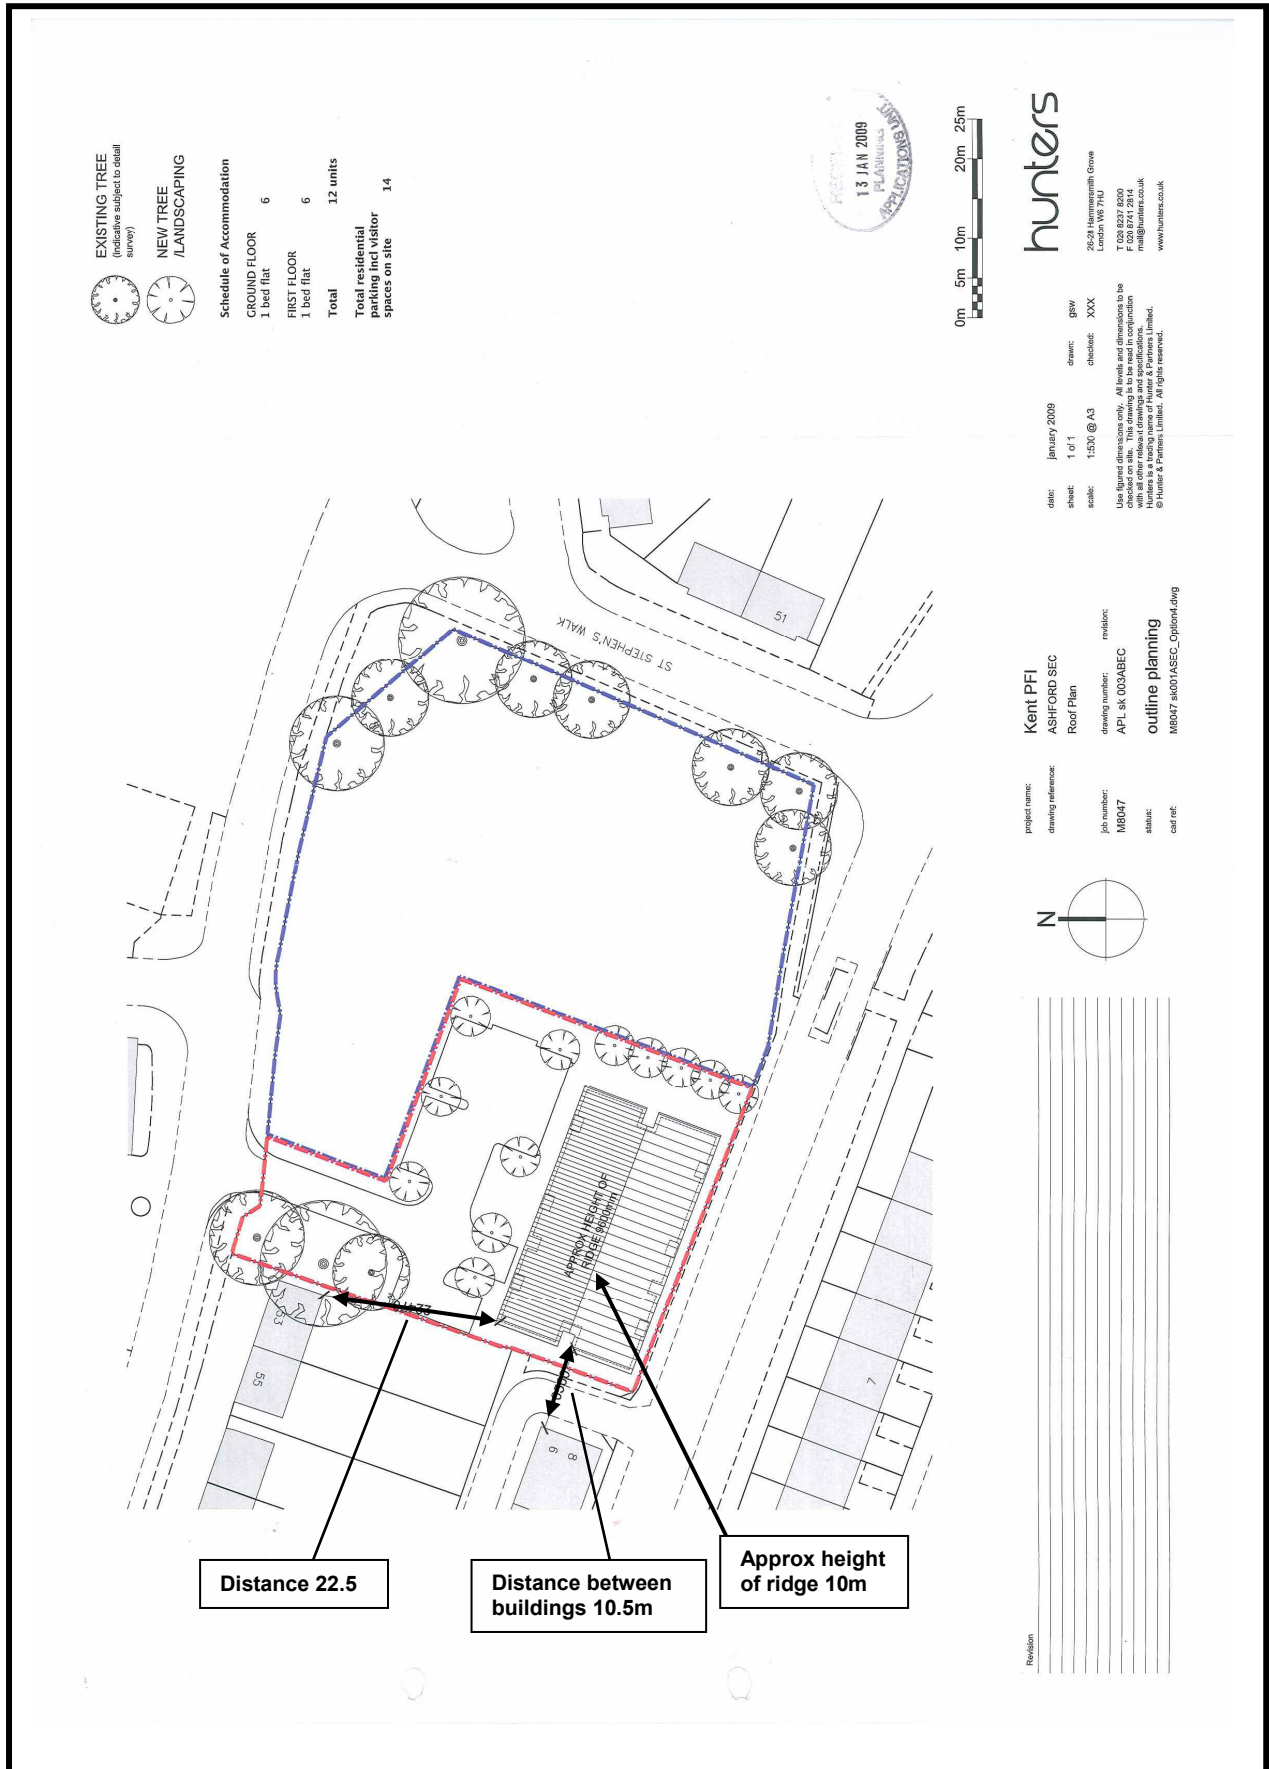 EXISTING TREE
(indicative subject to detail
survey)
NEW TREE
/LANDSCAPING
Schedule of Accommodation
GROUND FLOOR
1 bed flat 6
FIRST FLOOR
1 bed flat 6
Total 12 units
Total residential
parking incl visitor
spaces on site 14
13 JAN 2009
PLANNING
APPLICATIONS UNIT
0m 5m 10m 20m 25m
hunters
26-28 Hammersmith Grove
London W6 7HU
T 020 8237 8200
F 020 8741 2814
mail@hunters.co.uk
www.hunters.co.uk
date: january 2009 drawn: gsw
sheet: 1 of 1
scale: 1:500 @ A3 checked: XXX
Use figured dimensions only. All levels and dimensions to be
checked on site. This drawing is to be read in conjunction
with all other relevant drawings and specifications.
Hunters is a trading name of Hunter & Partners Limited.
© Hunter & Partners Limited. All rights reserved.
project name: Kent PFI
drawing reference: ASHFORD SEC
Roof Plan
job number: drawing number: revision:
M8047 APL sk 003ABEC
status: outline planning
cad ref: M8047 sk001ASEC_Option4.dwg
N
Revision
ST STEPHEN'S WALK
51
53
55
6
8
7
APPROX HEIGHT OF
RIDGE 9600mm
Distance 22.5
Distance between
buildings 10.5m
Approx height
of ridge 10m